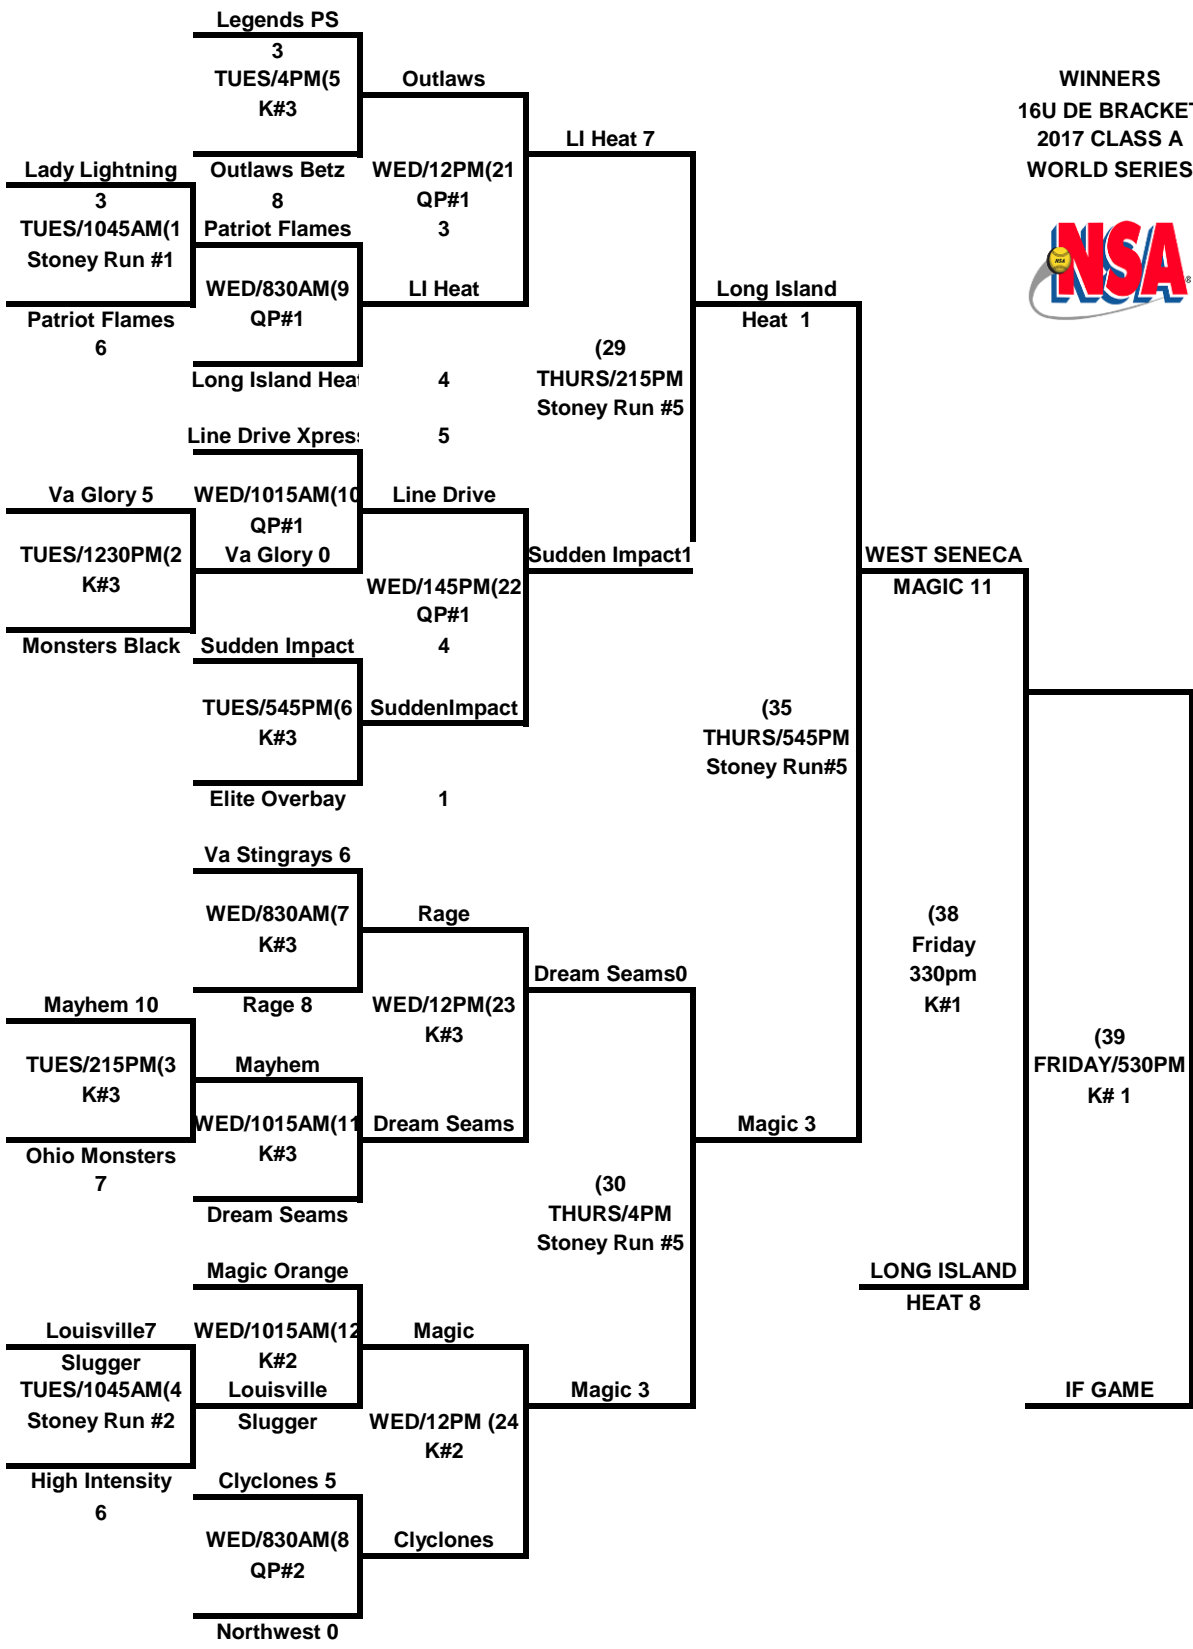 Legends PS
3
TUES/4PM(5
K#3
Outlaws
WINNERS
16U DE BRACKET
2017 CLASS A
WORLD SERIES
NSA
NSA
®
LI Heat 7
Lady Lightning
3
TUES/1045AM(1
Stoney Run #1
Patriot Flames
6
Outlaws Betz
8
Patriot Flames
WED/12PM(21
QP#1
3
WED/830AM(9
QP#1
LI Heat
Long Island
Heat 1
(29
THURS/215PM
Stoney Run #5
Long Island Hea
4
Line Drive Xpres
5
Va Glory 5
WED/1015AM(10
QP#1
Line Drive
TUES/1230PM(2
K#3
Va Glory 0
Sudden Impact1
WEST SENECA
MAGIC 11
WED/145PM(22
QP#1
4
Monsters Black
Sudden Impact
TUES/545PM(6
K#3
SuddenImpact
(35
THURS/545PM
Stoney Run#5
Elite Overbay
1
Va Stingrays 6
WED/830AM(7
K#3
Rage
(38
Friday
330pm
K#1
Dream Seams0
Mayhem 10
Rage 8
WED/12PM(23
K#3
TUES/215PM(3
K#3
Mayhem
(39
FRIDAY/530PM
K# 1
WED/1015AM(11
K#3
Dream Seams
Magic 3
Ohio Monsters
7
(30
THURS/4PM
Stoney Run #5
Dream Seams
Magic Orange
LONG ISLAND
HEAT 8
Louisville7
Slugger
TUES/1045AM(4
Stoney Run #2
WED/1015AM(12
K#2
Magic
Louisville
Slugger
Magic 3
IF GAME
WED/12PM (24
K#2
High Intensity
6
Clyclones 5
WED/830AM(8
QP#2
Clyclones
Northwest 0